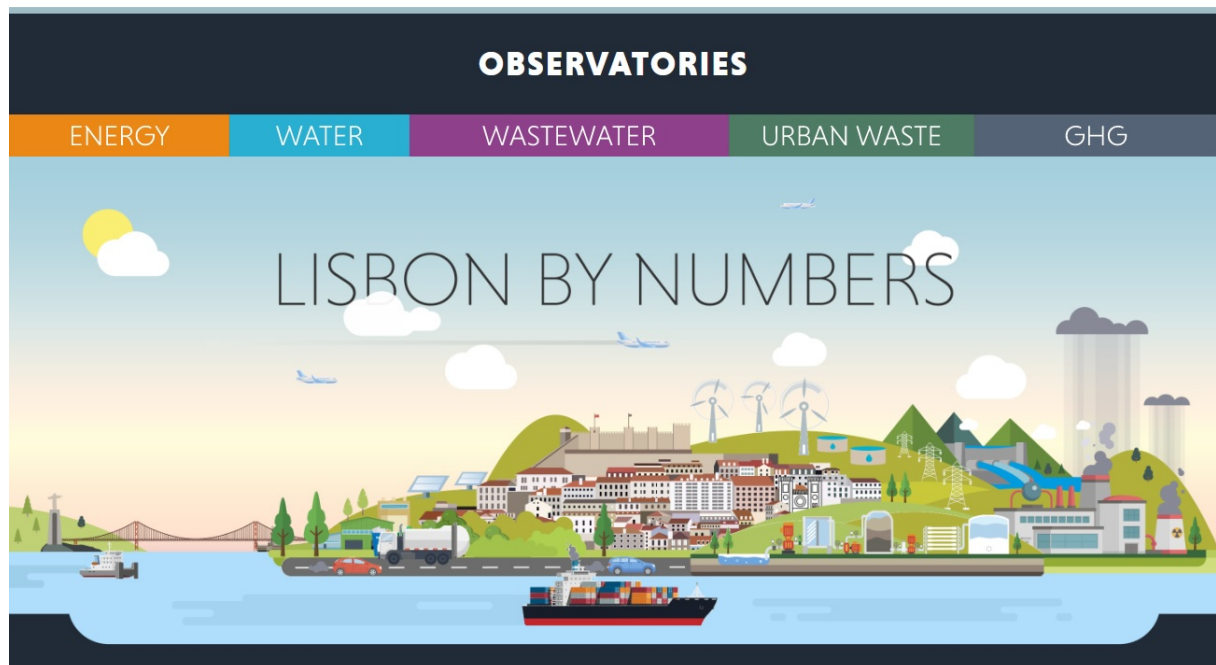 OBSERVATORIES
ENERGY WATER WASTEWATER URBAN WASTE GHG
LISBON BY NUMBERS